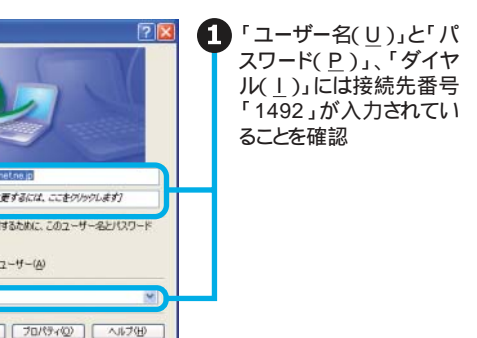 1
「ユーザー名(U)」と「パ
スワード(P)」、「ダイヤ
ル(I)」には接続先番号
「1492」が入力されてい
ることを確認
net.ne.jp
更するには、ここをクリックします]
するために、このユーザー名とパスワード
ユーザー(A)
プロパティ(O)
ヘルプ(H)